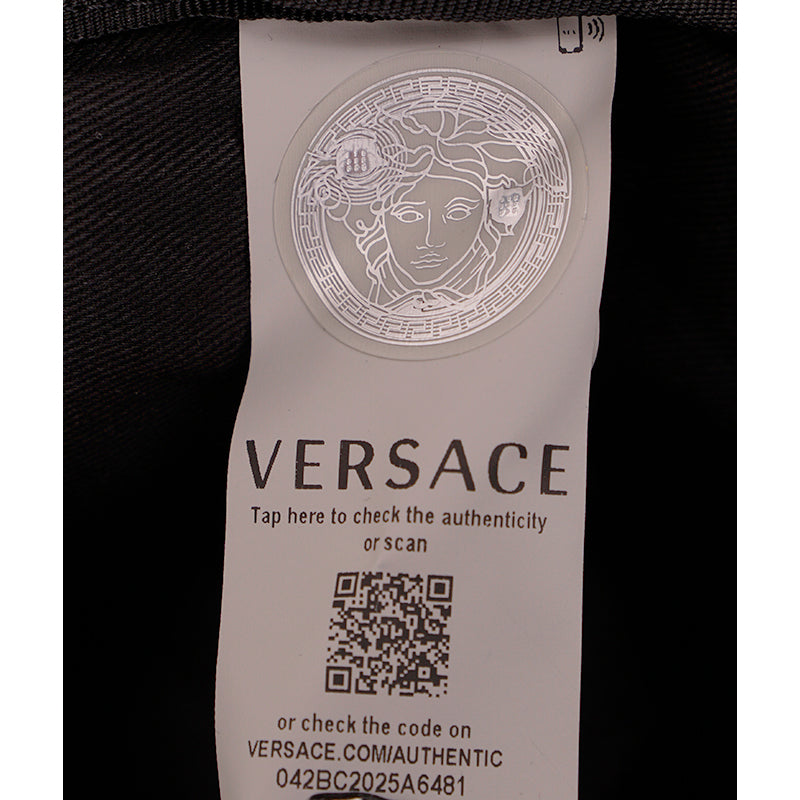 VERSACE
Tap here to check the authenticity
or scan
or check the code on
VERSACE.COM/AUTHENTIC
042BC2025A6481